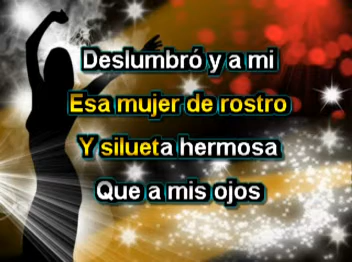 Deslumbró y a mi
Esa mujer de rostro
Y silueta hermosa
Que a mis ojos